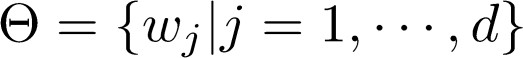 Θ = {w_j|j = 1, · · · , d}